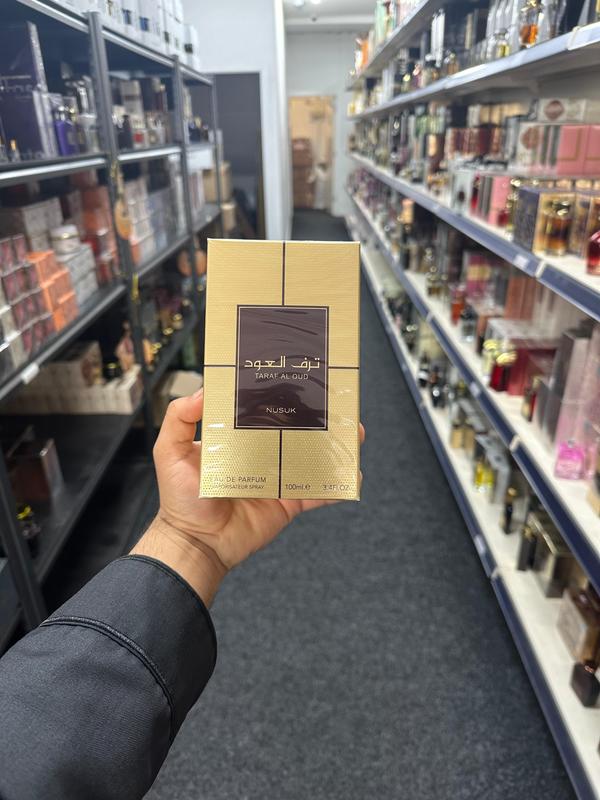 ترف العود
TARAF AL OUD
NUSUK
EAU DE PARFUM
VAPORISATEUR SPRAY
100ml.e 3.4FL.OZ.